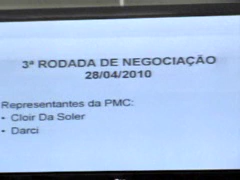 3ª RODADA DE NEGOCIAÇÃO
28/04/2010
Representantes da PMC:
• Cloir Da Soler
• Darci